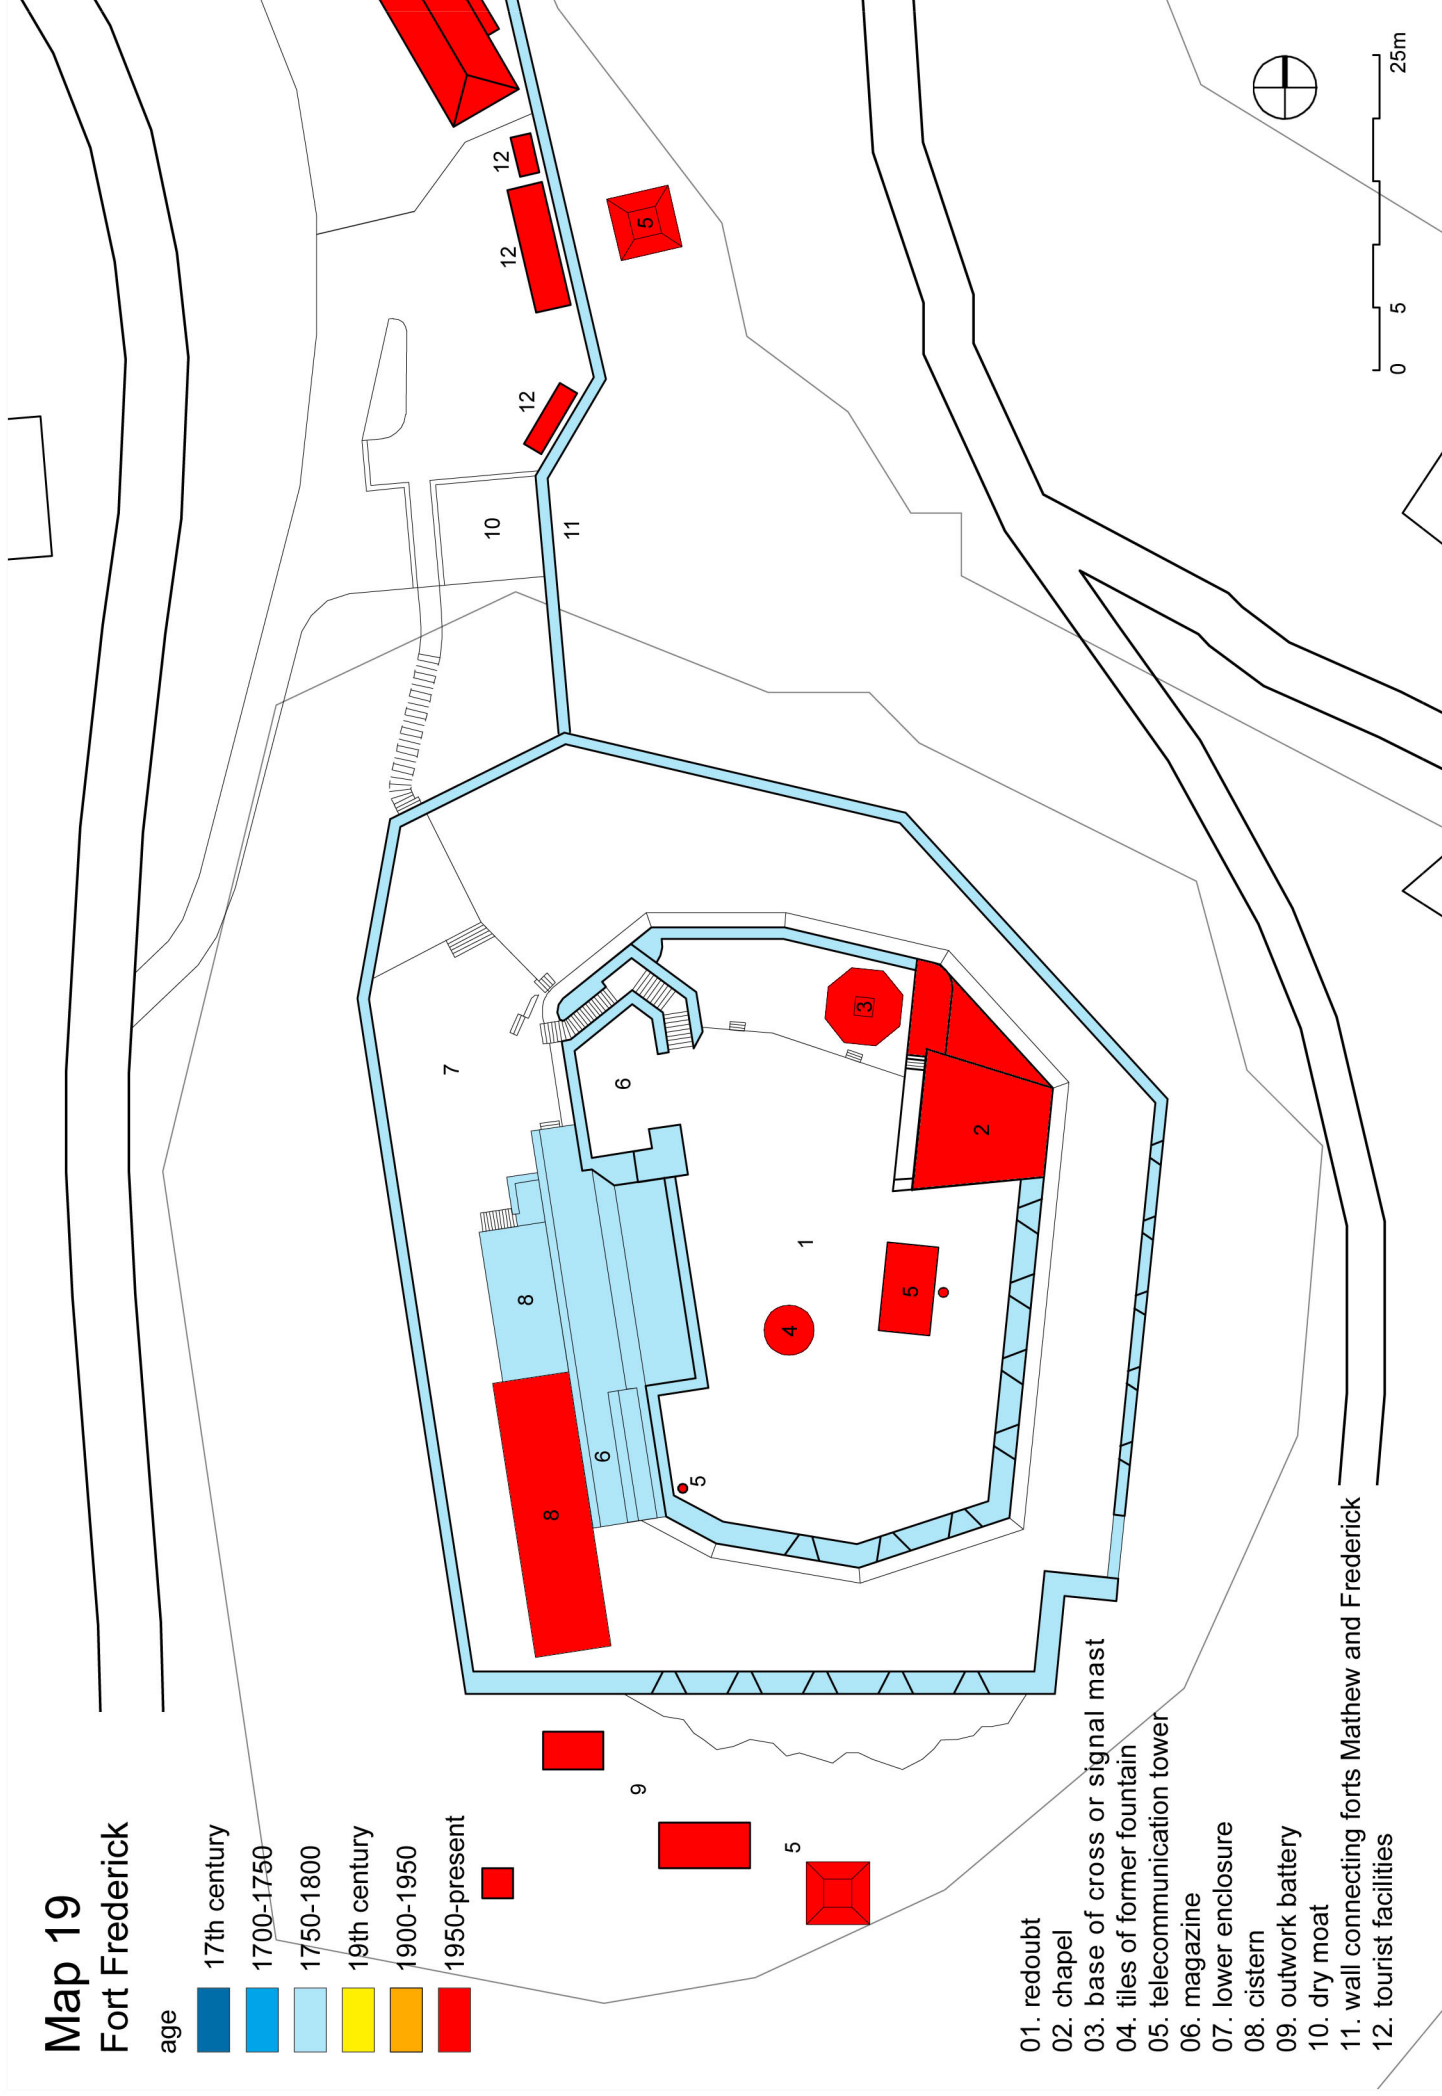 Map 19
Fort Frederick
age
17th century
1700-1750
1750-1800
19th century
1900-1950
1950-present
01. redoubt
02. chapel
03. base of cross or signal mast
04. tiles of former fountain
05. telecommunication tower
06. magazine
07. lower enclosure
08. cistern
09. outwork battery
10. dry moat
11. wall connecting forts Mathew and Frederick
12. tourist facilities
9
5
8
8
6
5
4
5
1
2
6
7
3
10
11
12
12
12
5
0
5
25m